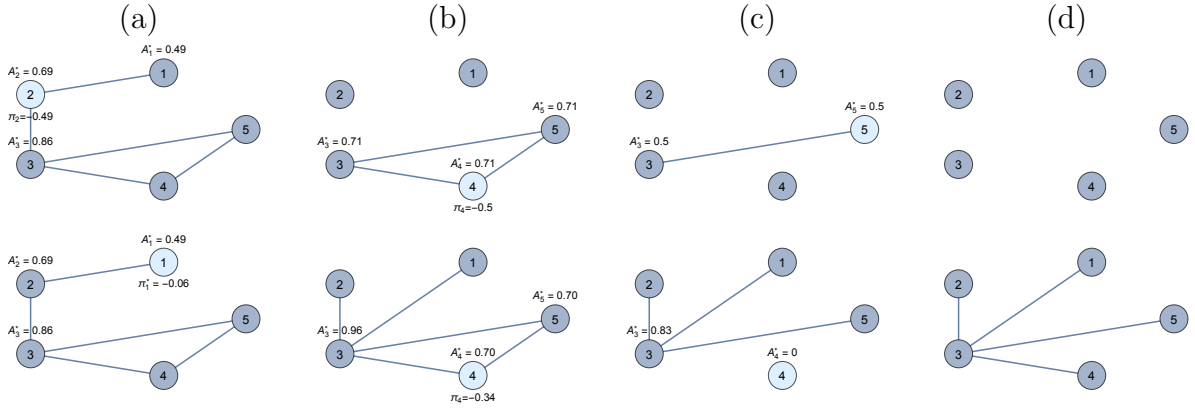 (a) (b) (c) (d)
A*1 = 0.49
A*2 = 0.69
1
2
π2=−0.49
A*3 = 0.86
5
3
4
1
2
A*5 = 0.71
A*3 = 0.71
5
A*4 = 0.71
3
4
π4=−0.5
1
2
A*5 = 0.5
5
A*3 = 0.5
3
4
1
2
5
3
4
A*1 = 0.49
A*2 = 0.69
1
2
π*1 = −0.06
5
A*3 = 0.86
3
4
1
2
A*5 = 0.70
5
A*3 = 0.96
A*4 = 0.70
3
4
π4=−0.34
1
2
5
A*3 = 0.83
3
A*4 = 0
4
1
2
5
3
4